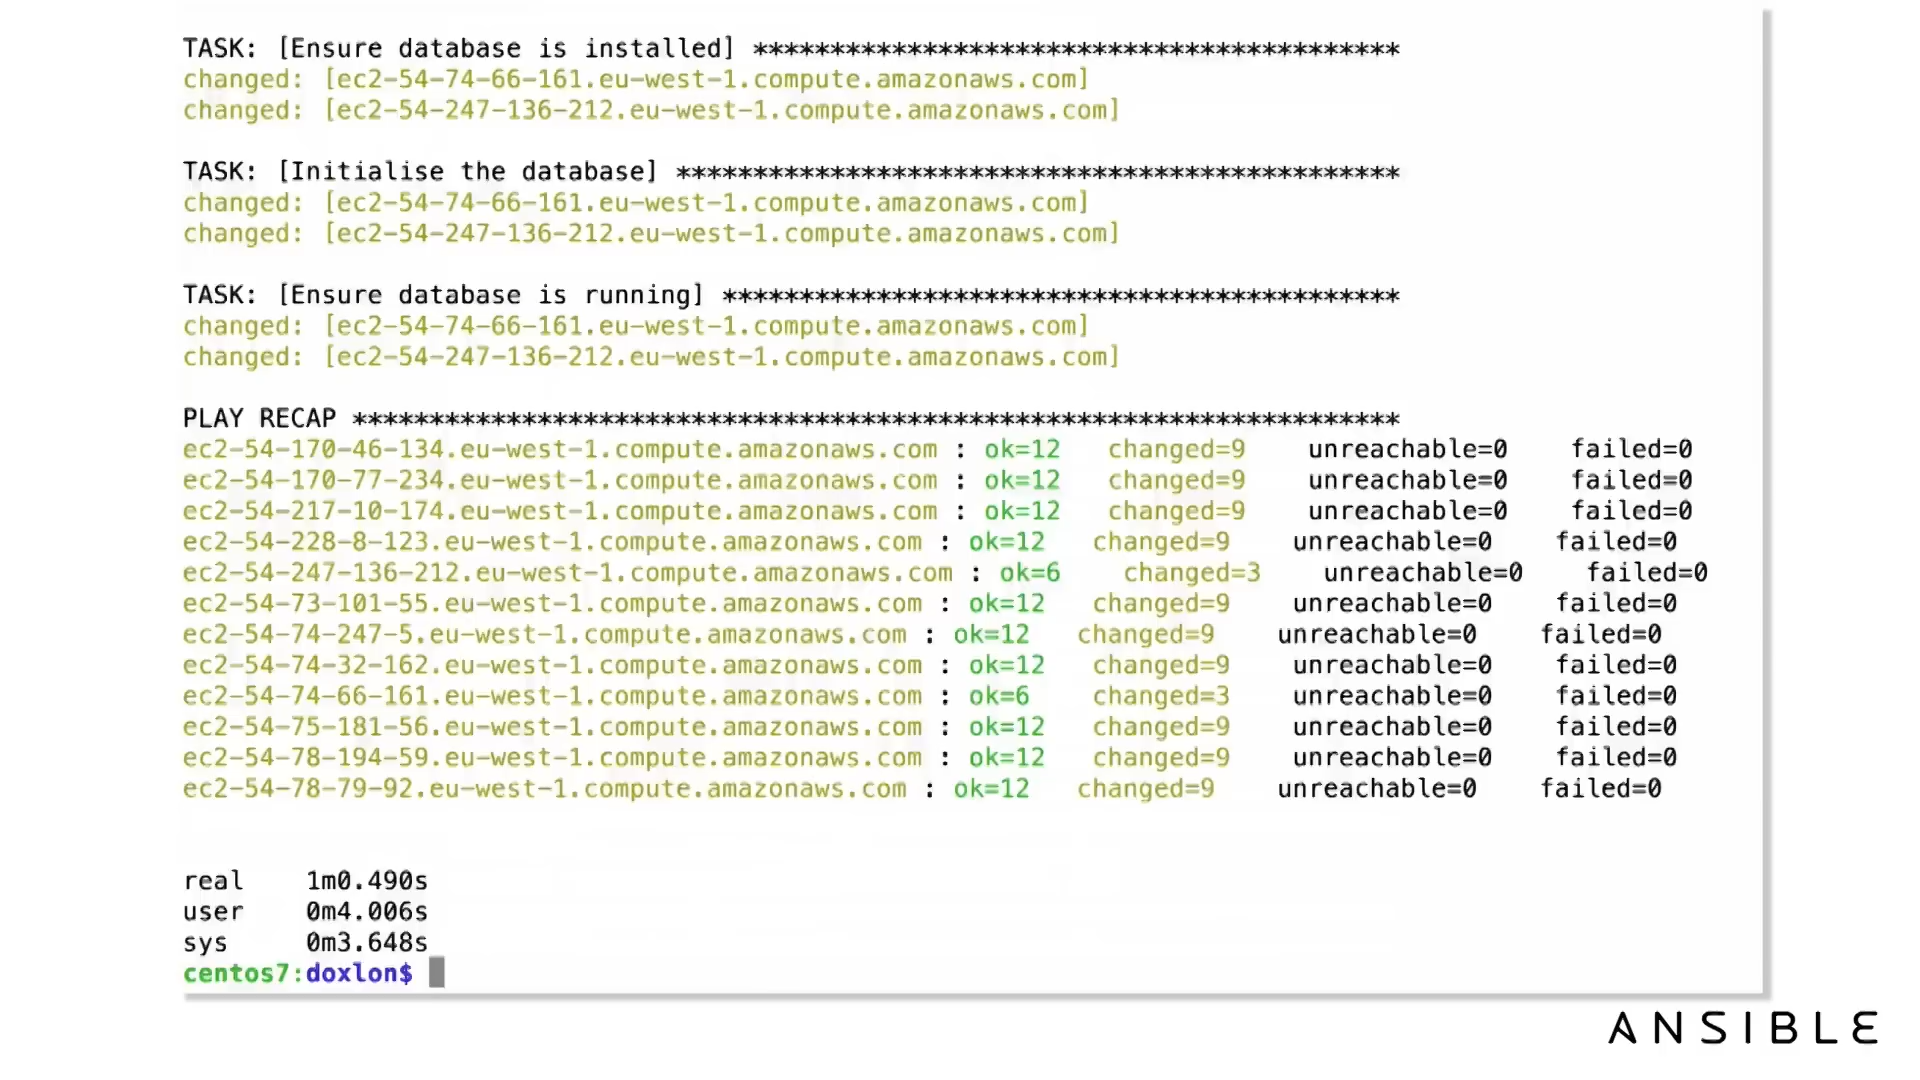 TASK: [Ensure database is installed] ******************************************
changed: [ec2-54-74-66-161.eu-west-1.compute.amazonaws.com]
changed: [ec2-54-247-136-212.eu-west-1.compute.amazonaws.com]
TASK: [Initialise the database] ***********************************************
changed: [ec2-54-74-66-161.eu-west-1.compute.amazonaws.com]
changed: [ec2-54-247-136-212.eu-west-1.compute.amazonaws.com]
TASK: [Ensure database is running] ********************************************
changed: [ec2-54-74-66-161.eu-west-1.compute.amazonaws.com]
changed: [ec2-54-247-136-212.eu-west-1.compute.amazonaws.com]
PLAY RECAP ********************************************************************
ec2-54-170-46-134.eu-west-1.compute.amazonaws.com : ok=12   changed=9    unreachable=0    failed=0
ec2-54-170-77-234.eu-west-1.compute.amazonaws.com : ok=12   changed=9    unreachable=0    failed=0
ec2-54-217-10-174.eu-west-1.compute.amazonaws.com : ok=12   changed=9    unreachable=0    failed=0
ec2-54-228-8-123.eu-west-1.compute.amazonaws.com : ok=12   changed=9    unreachable=0    failed=0
ec2-54-247-136-212.eu-west-1.compute.amazonaws.com : ok=6    changed=3    unreachable=0    failed=0
ec2-54-73-101-55.eu-west-1.compute.amazonaws.com : ok=12   changed=9    unreachable=0    failed=0
ec2-54-74-247-5.eu-west-1.compute.amazonaws.com : ok=12   changed=9    unreachable=0    failed=0
ec2-54-74-32-162.eu-west-1.compute.amazonaws.com : ok=12   changed=9    unreachable=0    failed=0
ec2-54-74-66-161.eu-west-1.compute.amazonaws.com : ok=6    changed=3    unreachable=0    failed=0
ec2-54-75-181-56.eu-west-1.compute.amazonaws.com : ok=12   changed=9    unreachable=0    failed=0
ec2-54-78-194-59.eu-west-1.compute.amazonaws.com : ok=12   changed=9    unreachable=0    failed=0
ec2-54-78-79-92.eu-west-1.compute.amazonaws.com : ok=12   changed=9    unreachable=0    failed=0
real    1m0.490s
user    0m4.006s
sys     0m3.648s
centos7:doxlon$
ANSIBLE